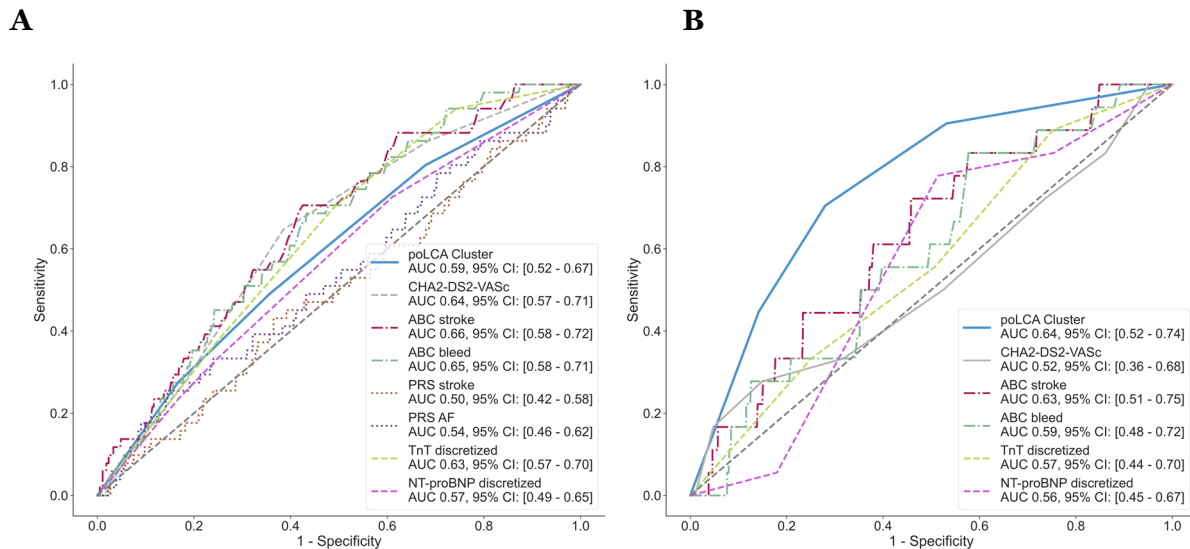 A
1.0
0.8
0.6
0.4
0.2
0.0
Sensitivity
poLCA Cluster
AUC 0.59, 95% CI: [0.52 - 0.67]
CHA2-DS2-VASc
AUC 0.64, 95% CI: [0.57 - 0.71]
ABC stroke
AUC 0.66, 95% CI: [0.58 - 0.72]
ABC bleed
AUC 0.65, 95% CI: [0.58 - 0.71]
PRS stroke
AUC 0.50, 95% CI: [0.42 - 0.58]
PRS AF
AUC 0.54, 95% CI: [0.46 - 0.62]
TnT discretized
AUC 0.63, 95% CI: [0.57 - 0.70]
NT-proBNP discretized
AUC 0.57, 95% CI: [0.49 - 0.65]
0.0 0.2 0.4 0.6 0.8 1.0
1 - Specificity
B
1.0
0.8
0.6
0.4
0.2
0.0
Sensitivity
poLCA Cluster
AUC 0.64, 95% CI: [0.52 - 0.74]
CHA2-DS2-VASc
AUC 0.52, 95% CI: [0.36 - 0.68]
ABC stroke
AUC 0.63, 95% CI: [0.51 - 0.75]
ABC bleed
AUC 0.59, 95% CI: [0.48 - 0.72]
TnT discretized
AUC 0.57, 95% CI: [0.44 - 0.70]
NT-proBNP discretized
AUC 0.56, 95% CI: [0.45 - 0.67]
0.0 0.2 0.4 0.6 0.8 1.0
1 - Specificity